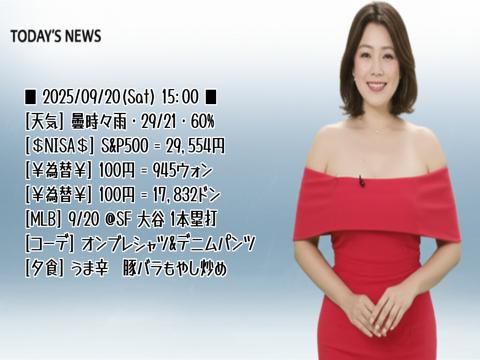 TODAY'S NEWS
■ 2025/09/20(Sat) 15:00 ■
[天気] 曇時々雨・29/21・60%
[＄NISA＄] S&P500 = 29,554円
[￥為替￥] 100円 = 945ウォン
[￥為替￥] 100円 = 17,832ドン
[MLB] 9/20 @SF 大谷 1本塁打
[コーデ] オンブレシャツ&デニムパンツ
[夕食] うま辛　豚バラもやし炒め